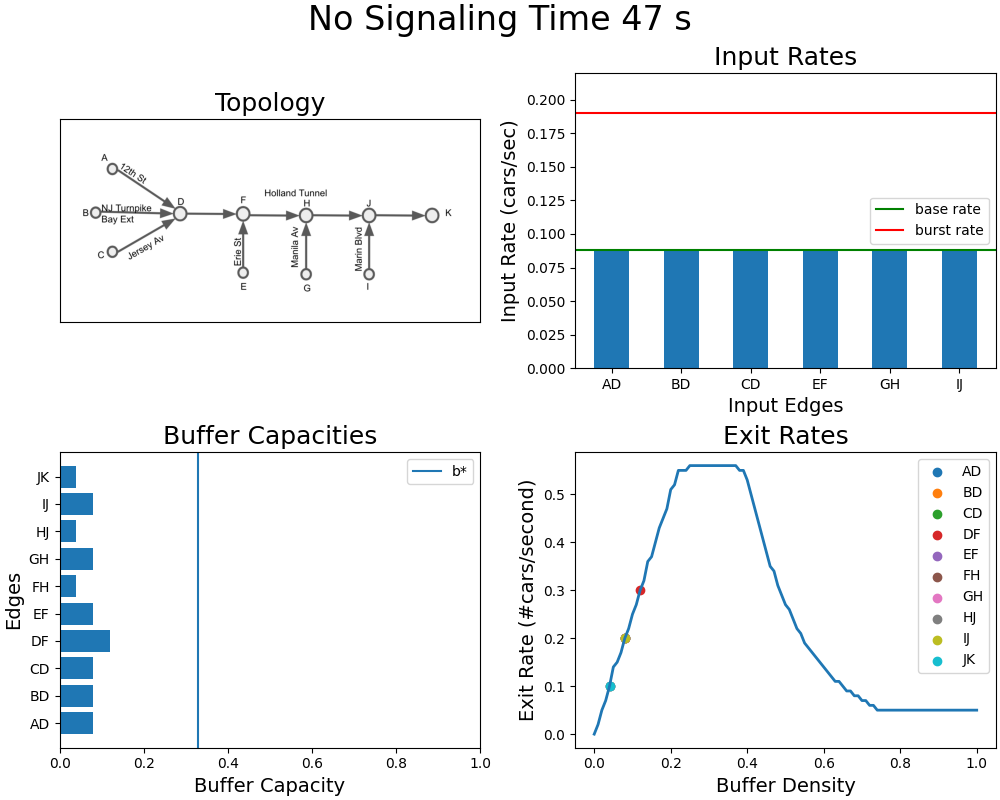 No Signaling Time 47 s
Topology
A
12th St
B
NJ Turnpike
Bay Ext
C
Jersey Av
D
F
Holland Tunnel
H
J
K
Erie St
Manila Av
Marin Blvd
E
G
I
Input Rates
Input Rate (cars/sec)
0.200
0.175
0.150
0.125
0.100
0.075
0.050
0.025
0.000
base rate
burst rate
AD BD CD EF GH IJ
Input Edges
Buffer Capacities
Edges
JK
IJ
HJ
GH
FH
EF
DF
CD
BD
AD
b*
0.0 0.2 0.4 0.6 0.8 1.0
Buffer Capacity
Exit Rates
Exit Rate (#cars/second)
0.5
0.4
0.3
0.2
0.1
0.0
AD
BD
CD
DF
EF
FH
GH
HJ
IJ
JK
0.0 0.2 0.4 0.6 0.8 1.0
Buffer Density